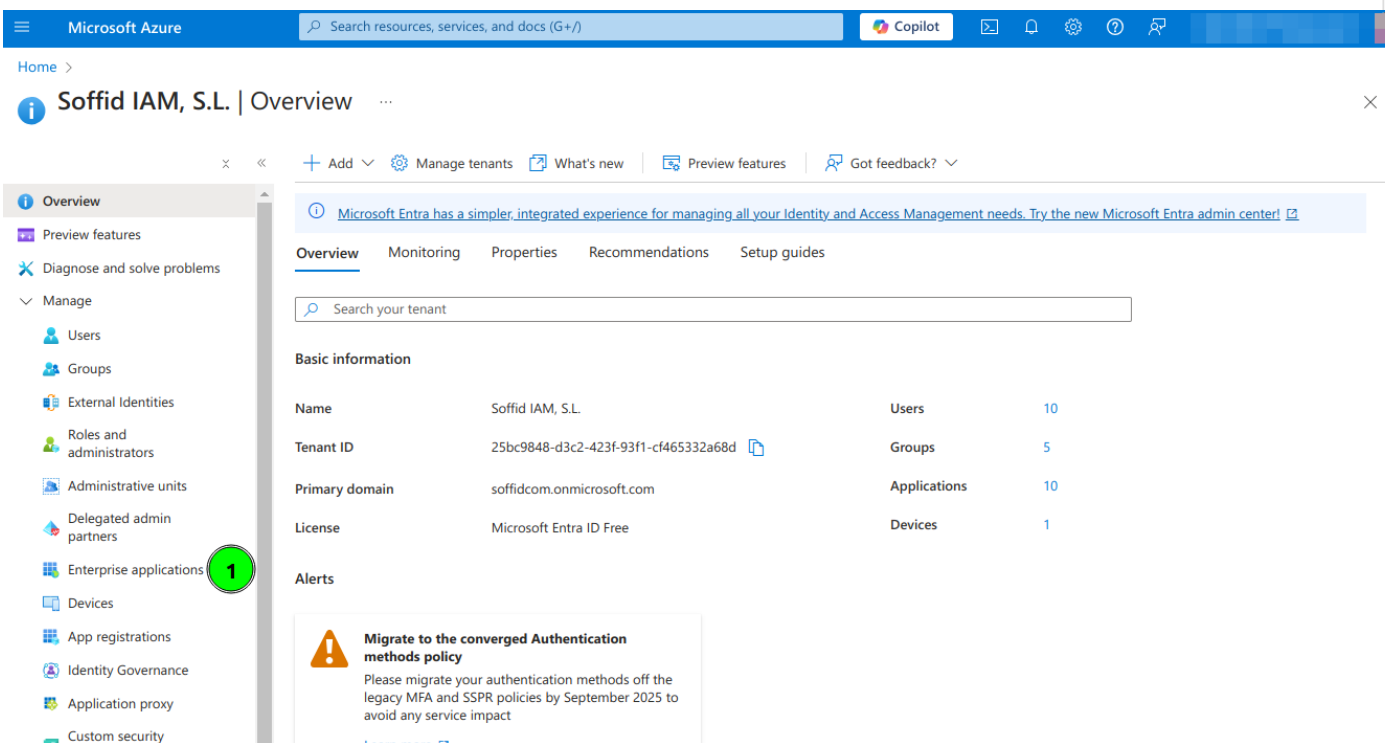 Microsoft Azure
Search resources, services, and docs (G+/)
Copilot
Home >
Soffid IAM, S.L. | Overview ...
Add
Manage tenants
What's new
Preview features
Got feedback?
Overview
Preview features
Diagnose and solve problems
Manage
Users
Groups
External Identities
Roles and
administrators
Administrative units
Delegated admin
partners
Enterprise applications
1
Devices
App registrations
Identity Governance
Application proxy
Custom security
Microsoft Entra has a simpler, integrated experience for managing all your Identity and Access Management needs. Try the new Microsoft Entra admin center!
Overview Monitoring Properties Recommendations Setup guides
Search your tenant
Basic information
Name Soffid IAM, S.L. Users 10
Tenant ID 25bc9848-d3c2-423f-93f1-cf465332a68d Groups 5
Primary domain soffidcom.onmicrosoft.com Applications 10
License Microsoft Entra ID Free Devices 1
Alerts
Migrate to the converged Authentication
methods policy
Please migrate your authentication methods off the
legacy MFA and SSPR policies by September 2025 to
avoid any service impact